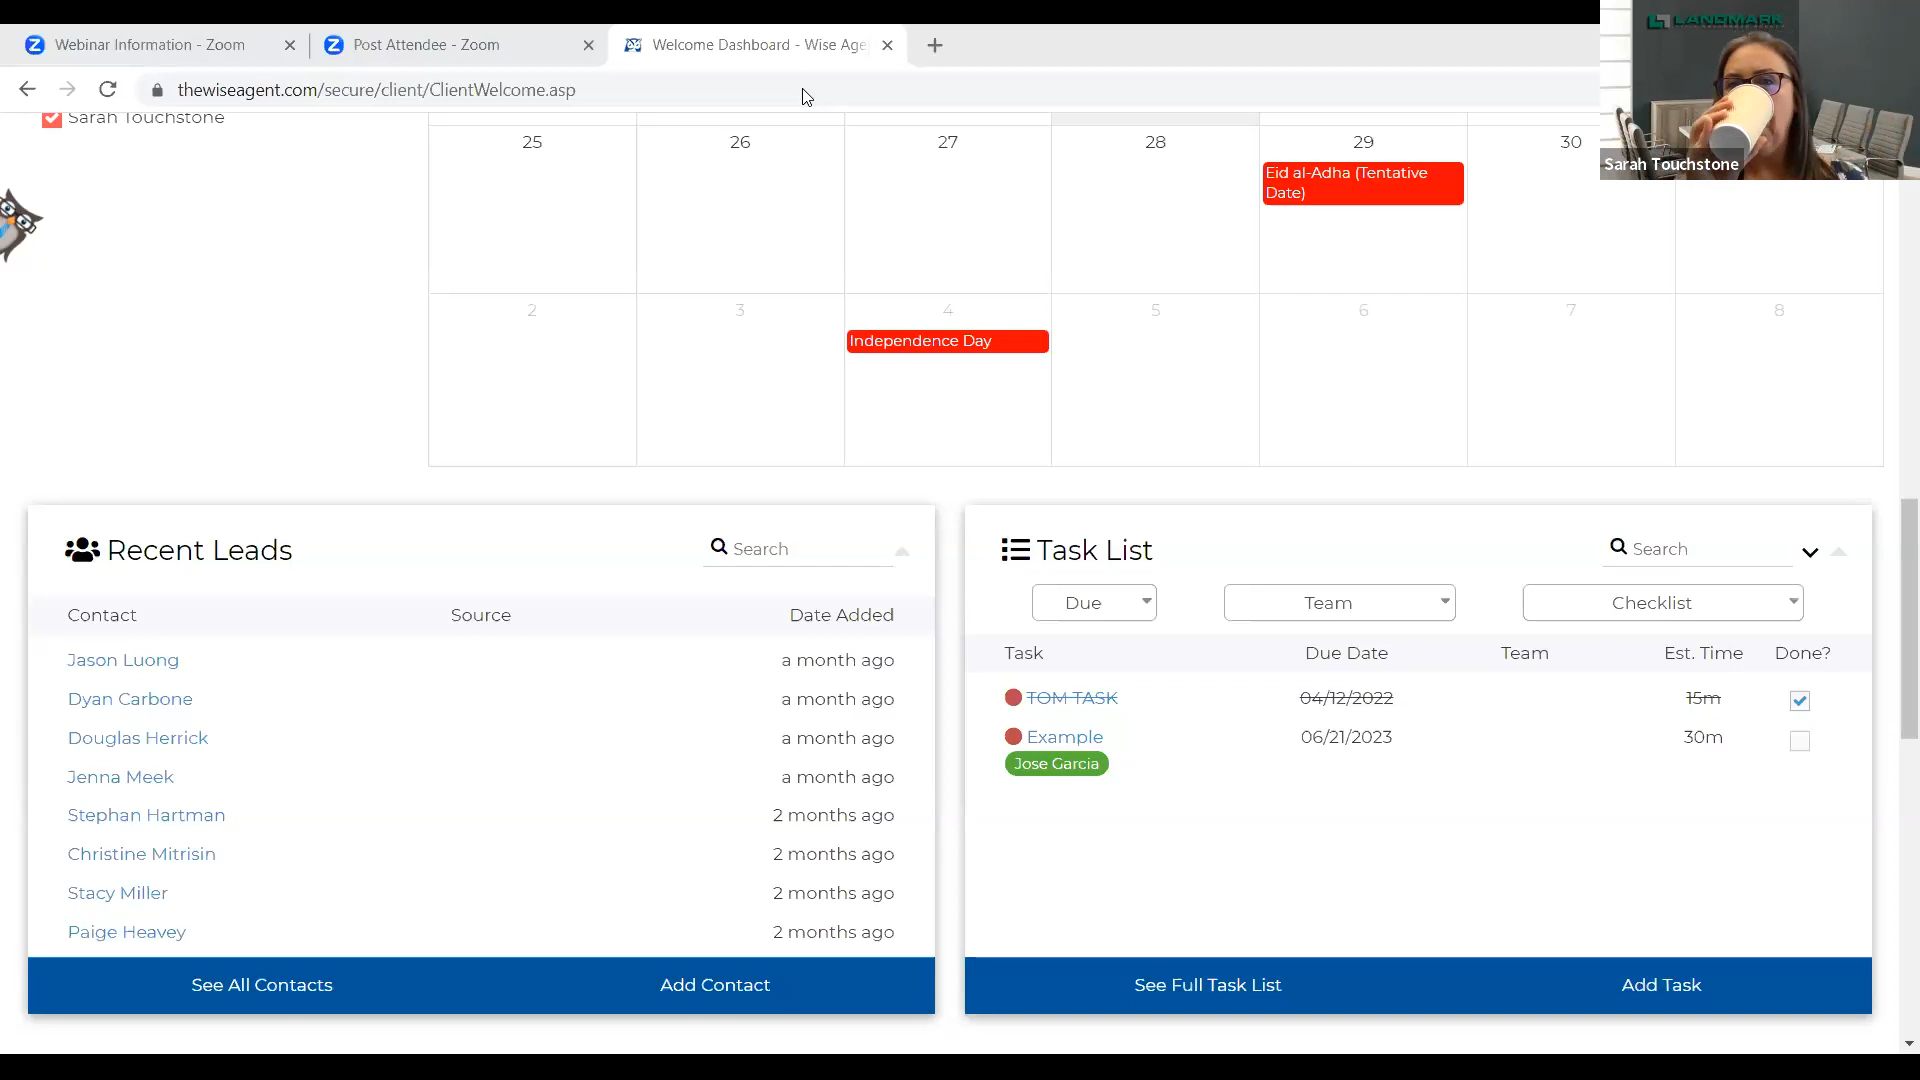 Webinar Information - Zoom
Post Attendee - Zoom
Welcome Dashboard - Wise Age
thewiseagent.com/secure/client/ClientWelcome.asp
LANDMARK
Sarah Touchstone
Sarah Touchstone
25 26 27 28 29 30
Eid al-Adha (Tentative
Date)
2 3 4 5 6 7 8
Independence Day
Recent Leads
Search
Contact Source Date Added
Jason Luong a month ago
Dyan Carbone a month ago
Douglas Herrick a month ago
Jenna Meek a month ago
Stephan Hartman 2 months ago
Christine Mitrisin 2 months ago
Stacy Miller 2 months ago
Paige Heavey 2 months ago
See All Contacts Add Contact
Task List
Search
Due Team Checklist
Task Due Date Team Est. Time Done?
TOM TASK 04/12/2022 15m
Example 06/21/2023 30m
Jose Garcia
See Full Task List Add Task